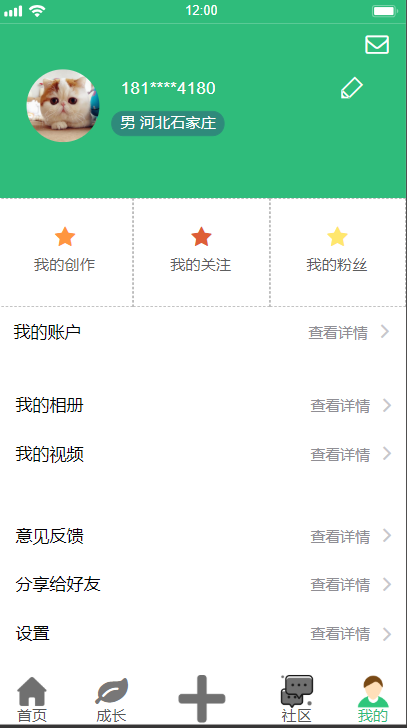 12:00
181****4180
男 河北石家庄
我的创作 我的关注 我的粉丝
我的账户 查看详情
我的相册 查看详情
我的视频 查看详情
意见反馈 查看详情
分享给好友 查看详情
设置 查看详情
首页 成长 社区 我的